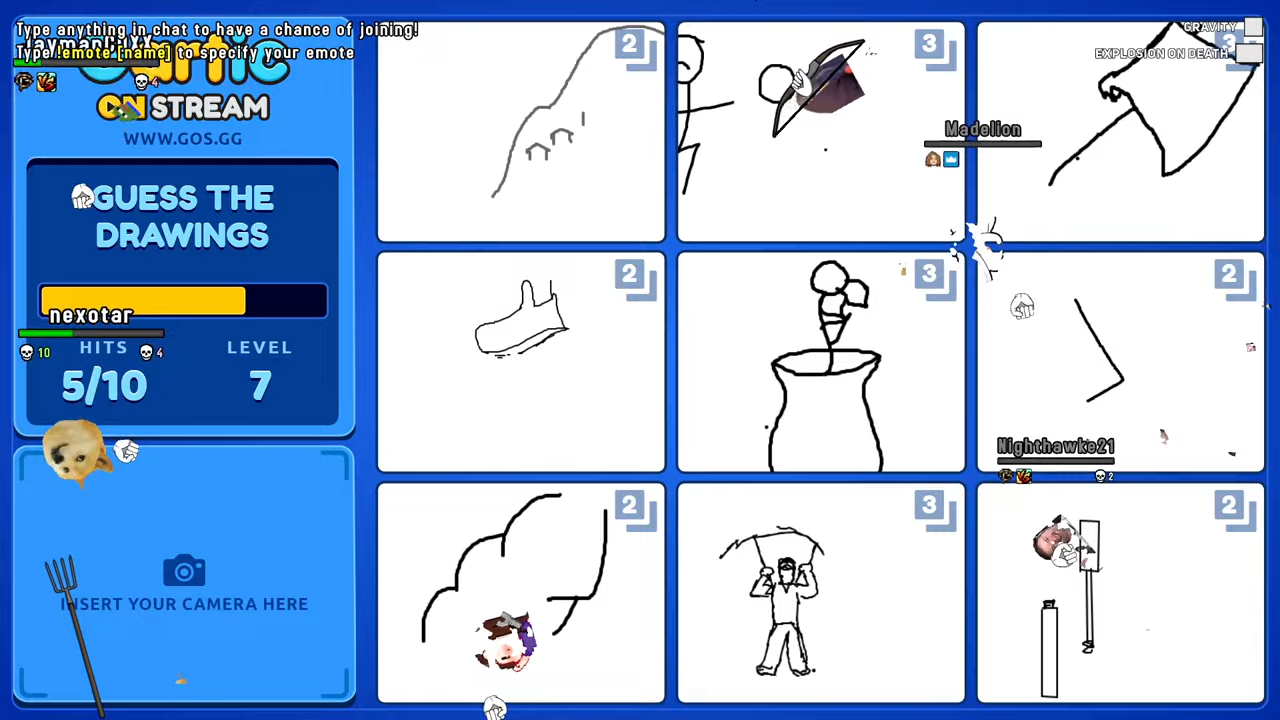 Type anything in chat to have a chance of joining!
Type !emote [name] to specify your emote
ON STREAM
WWW.GOS.GG
GUESS THE
DRAWINGS
nexotar
10
4
4
HITS
LEVEL
5/10
7
INSERT YOUR CAMERA HERE
2
3
3
2
3
2
2
3
2
GRAVITY
EXPLOSION ON DEATH
Madelion
Nighthawke21
2